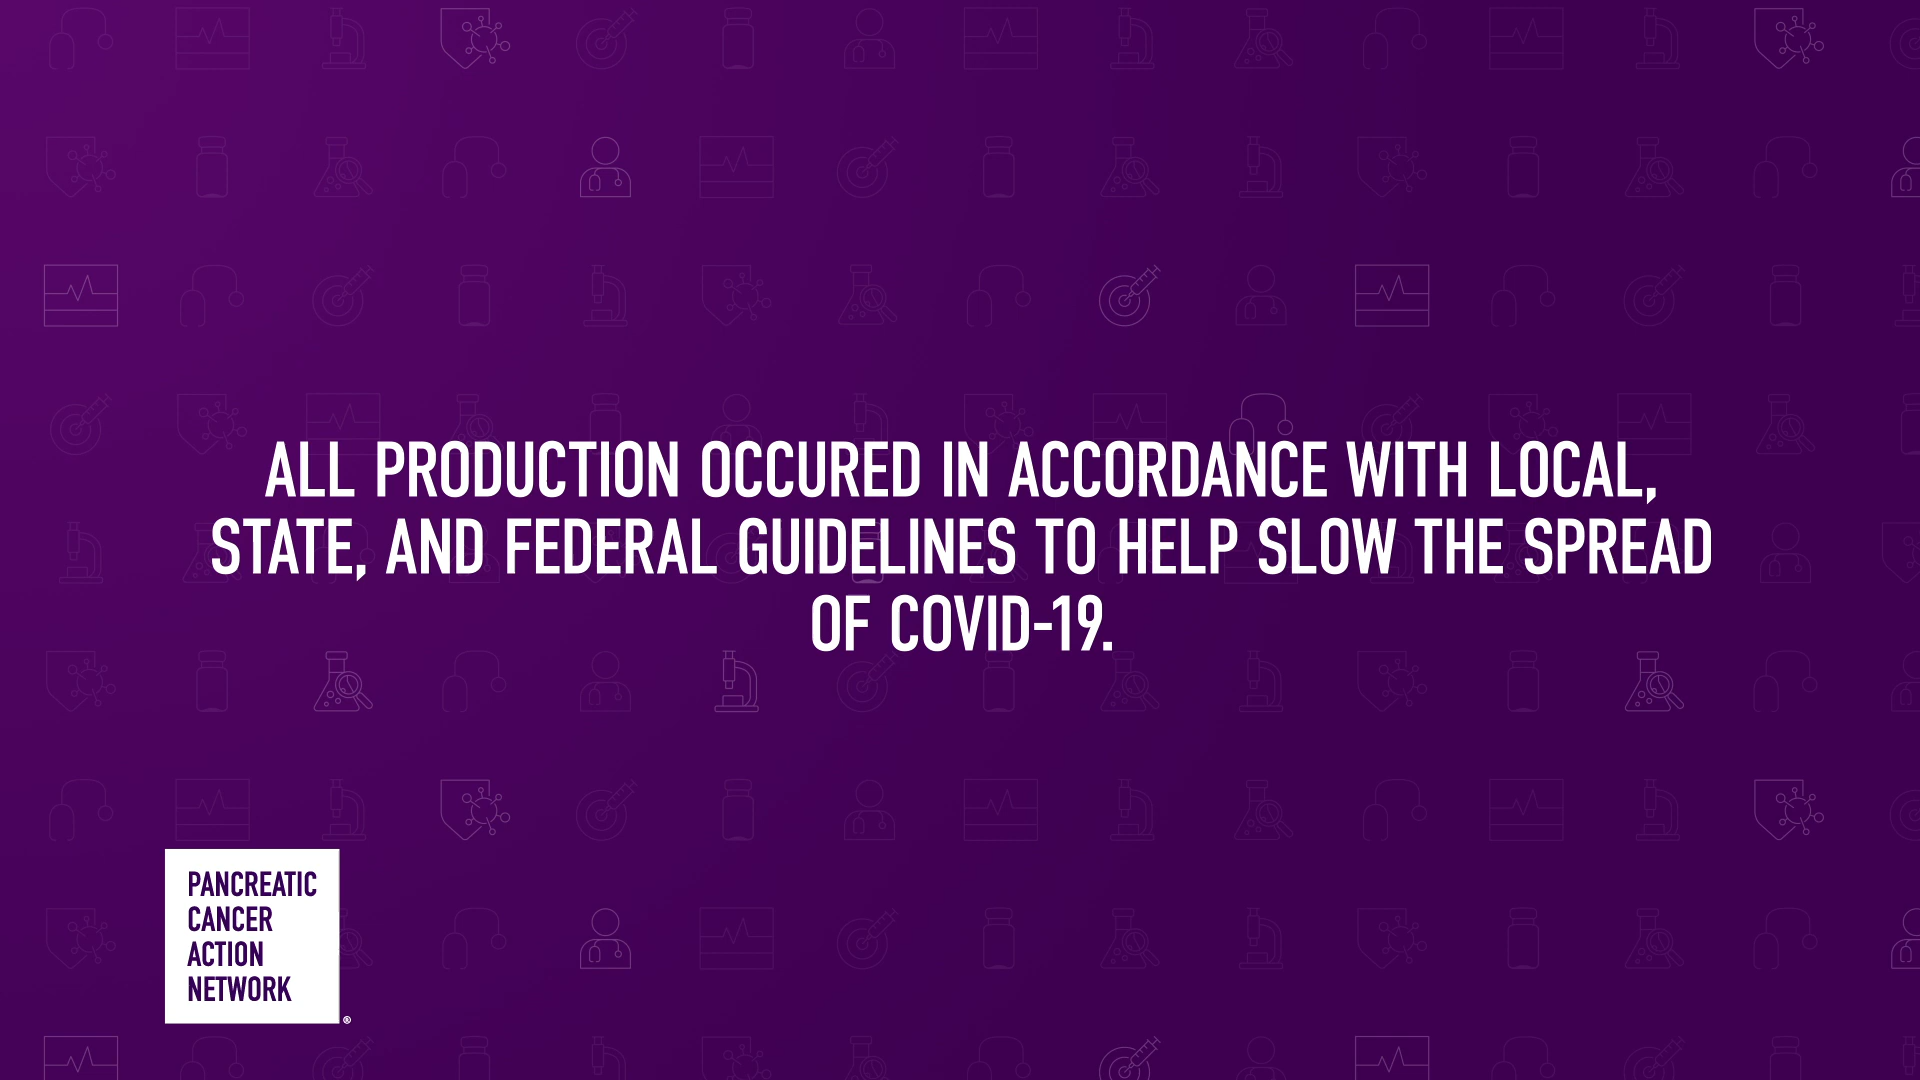 ALL PRODUCTION OCCURED IN ACCORDANCE WITH LOCAL,
STATE, AND FEDERAL GUIDELINES TO HELP SLOW THE SPREAD
OF COVID-19.
PANCREATIC
CANCER
ACTION
NETWORK
®